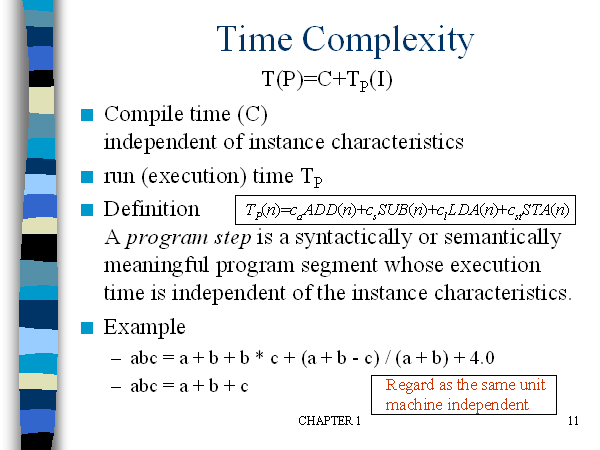 Time Complexity
T(P)=C+TP(I)
Compile time (C)
independent of instance characteristics
run (execution) time TP
Definition TP(n)=caADD(n)+csSUB(n)+clLDA(n)+cstSTA(n)
A program step is a syntactically or semantically
meaningful program segment whose execution
time is independent of the instance characteristics.
Example
– abc = a + b + b * c + (a + b - c) / (a + b) + 4.0
– abc = a + b + c
Regard as the same unit
machine independent
CHAPTER 1 11